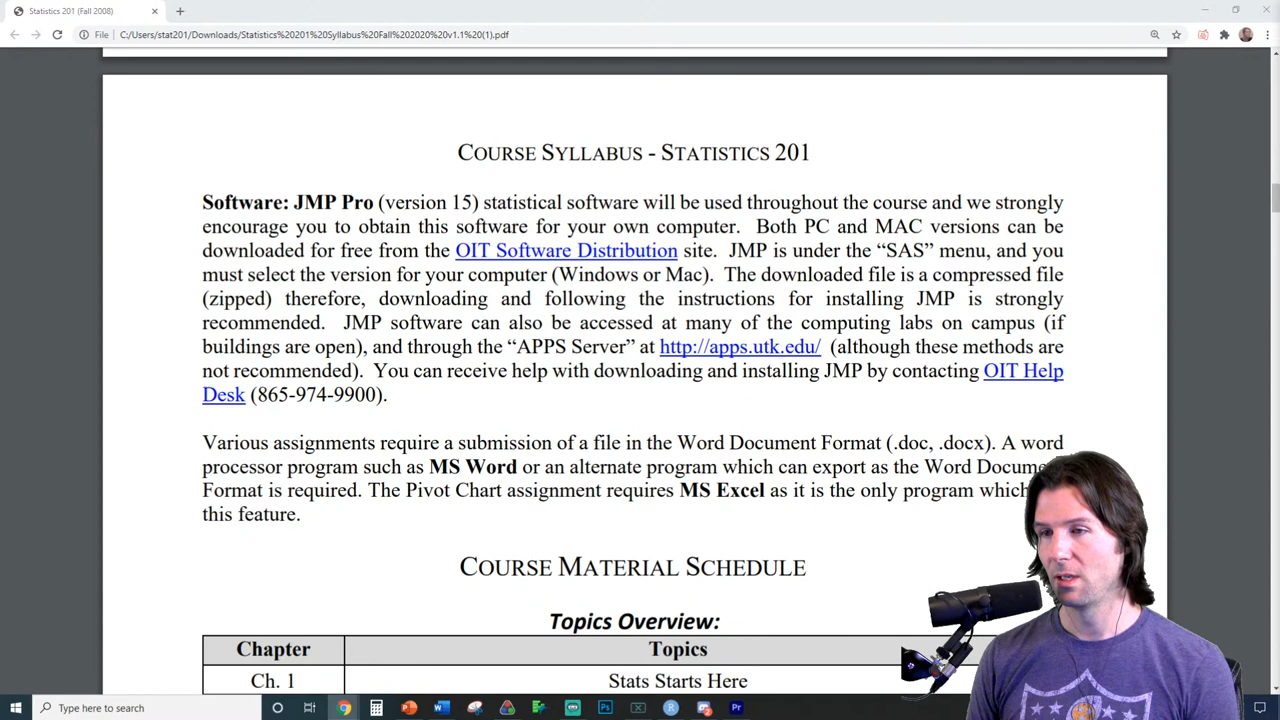 Statistics 201 (Jfall 2008)
File
C:/Users/stat201/Downloads/Statistics%20201%20Syllabus%20Fall%202020%20v1.1%20(1).pdf
COURSE SYLLABUS - STATISTICS 201
Software: JMP Pro (version 15) statistical software will be used throughout the course and we strongly
encourage you to obtain this software for your own computer. Both PC and MAC versions can be
downloaded for free from the OIT Software Distribution site. JMP is under the “SAS” menu, and you
must select the version for your computer (Windows or Mac). The downloaded file is a compressed file
(zipped) therefore, downloading and following the instructions for installing JMP is strongly
recommended. JMP software can also be accessed at many of the computing labs on campus (if
buildings are open), and through the “APPS Server” at http://apps.utk.edu/ (although these methods are
not recommended). You can receive help with downloading and installing JMP by contacting OIT Help
Desk (865-974-9900).
Various assignments require a submission of a file in the Word Document Format (.doc, .docx). A word
processor program such as MS Word or an alternate program which can export as the Word
Format is required. The Pivot Chart assignment requires MS Excel as it is the only program which
this feature.
COURSE MATERIAL SCHEDULE
Topics Overview:
Chapter Topics
Ch. 1 Stats Starts Here
Type here to search